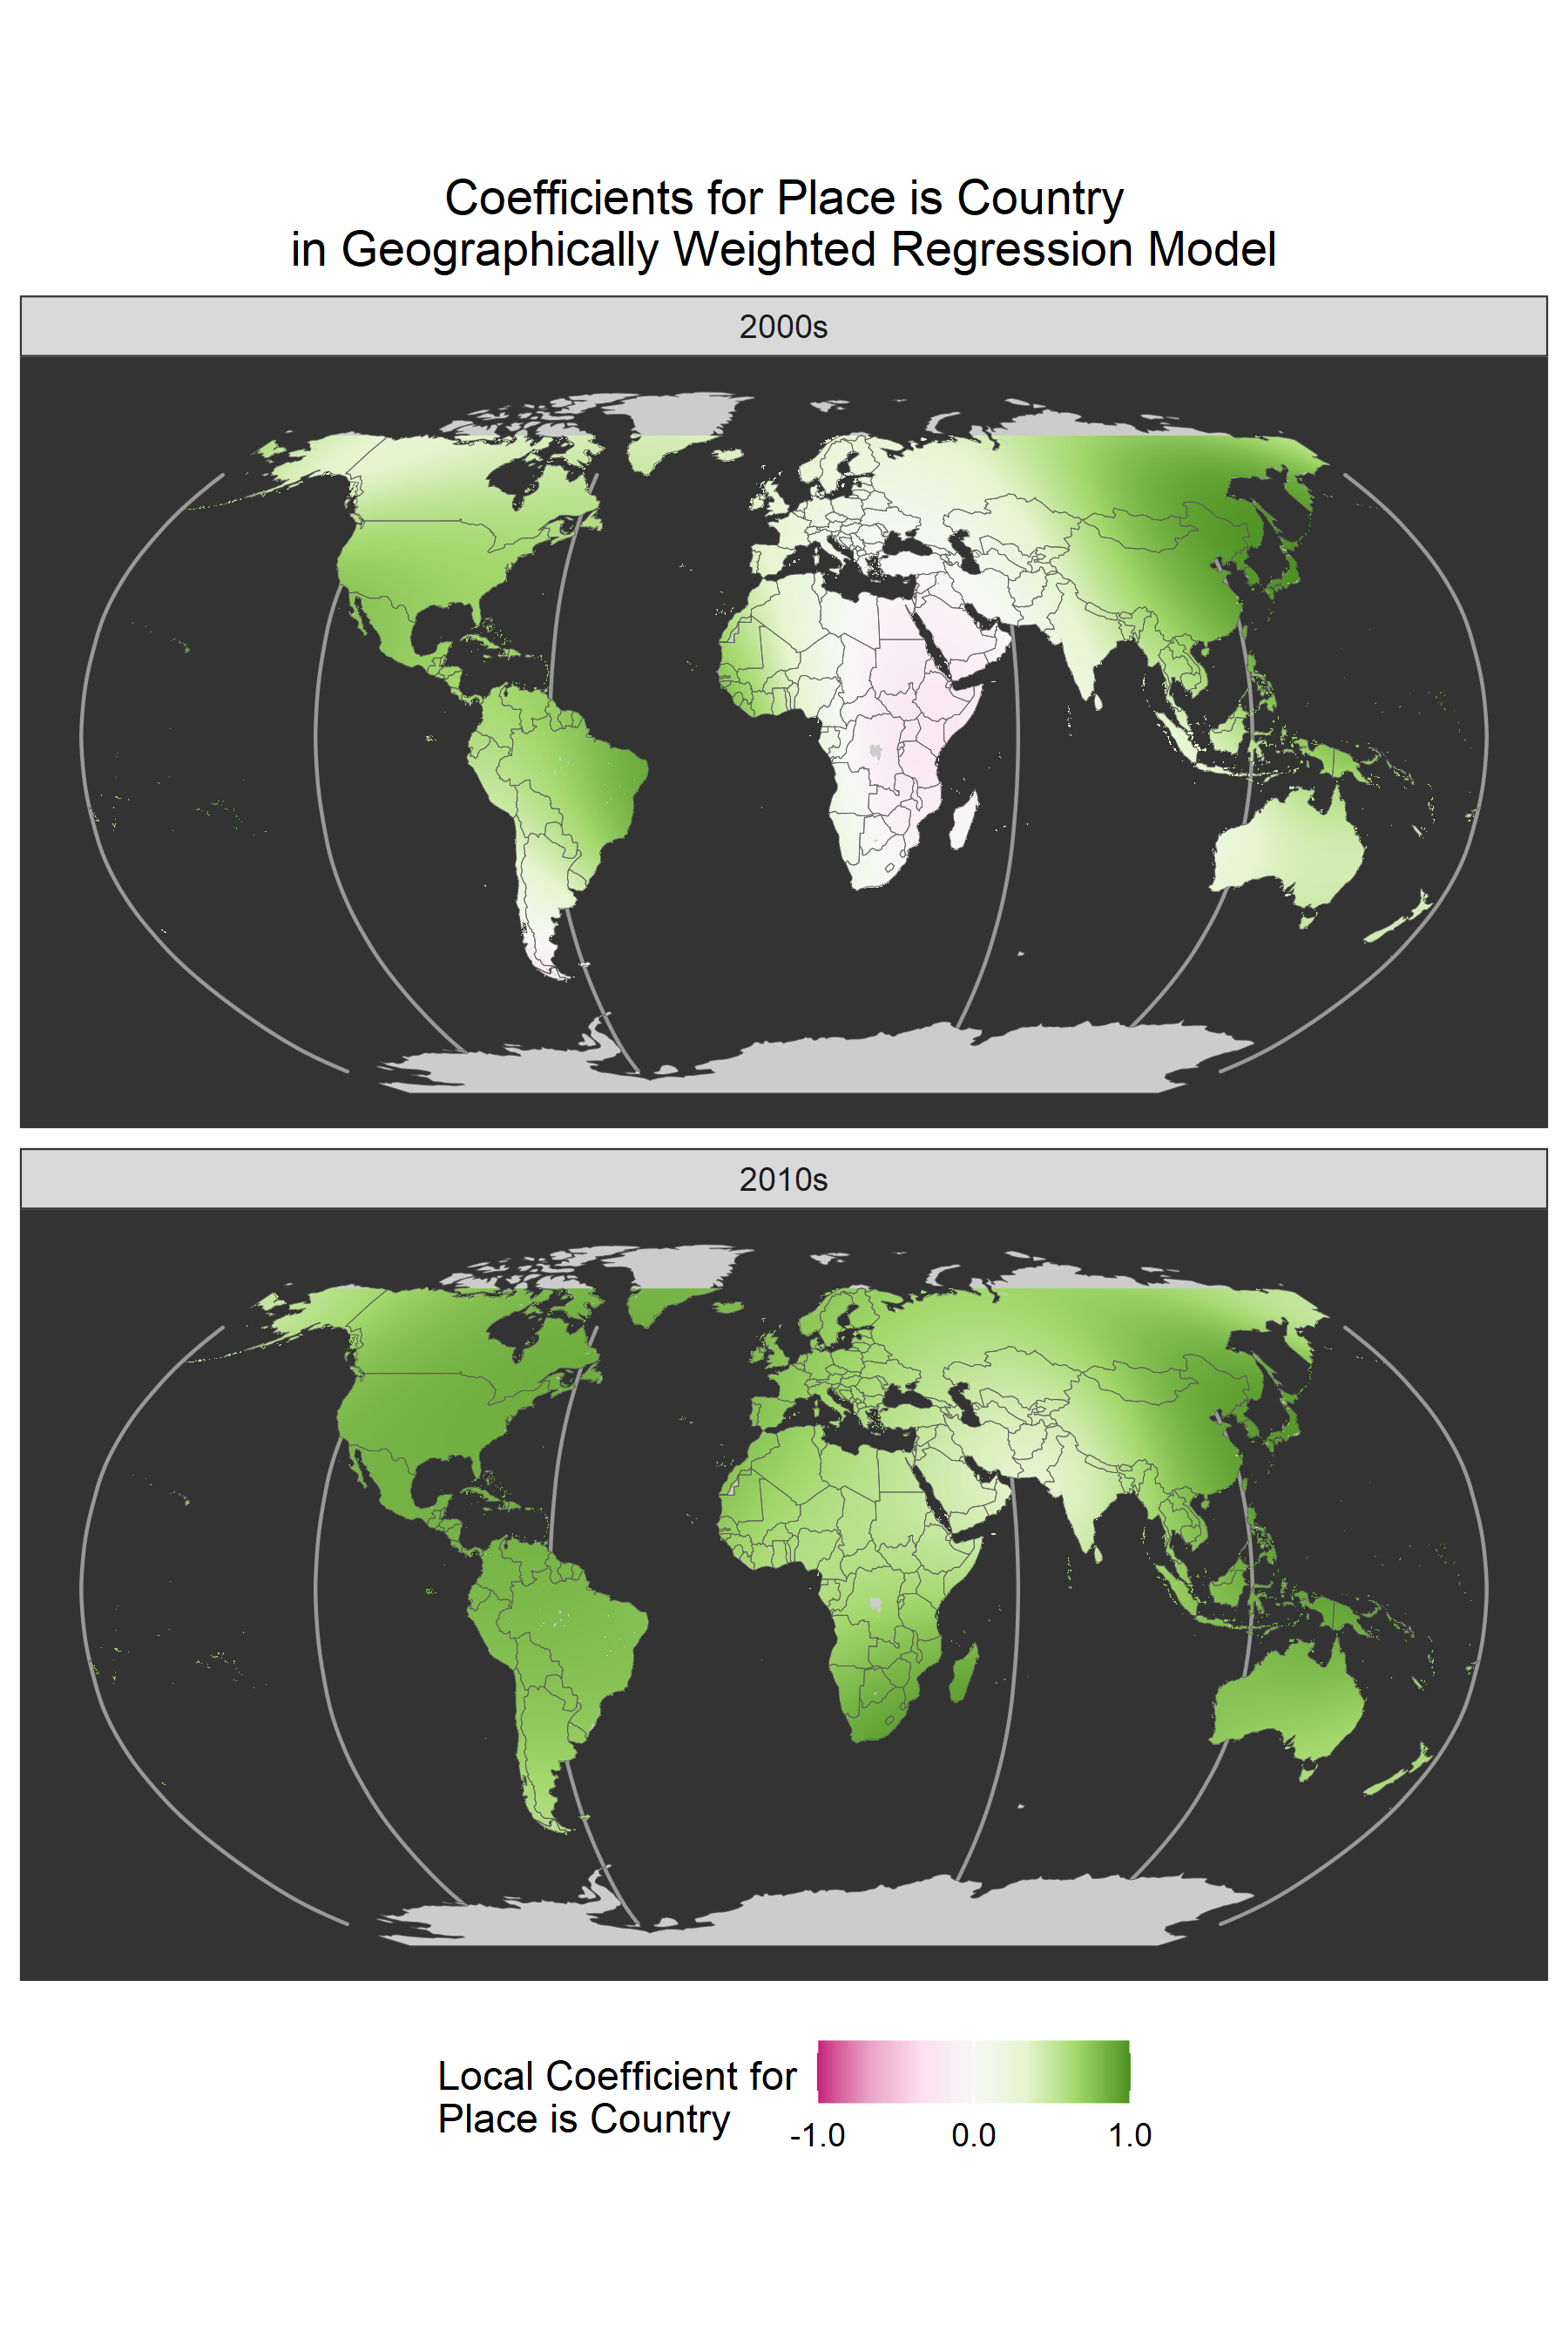 Coefficients for Place is Country
in Geographically Weighted Regression Model
2000s
2010s
Local Coefficient for
Place is Country
-1.0 0.0 1.0